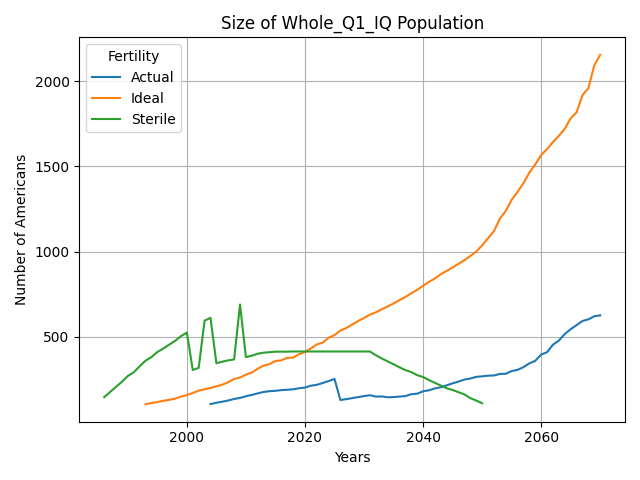 Size of Whole_Q1_IQ Population
Fertility
Actual
Ideal
Sterile
Number of Americans
2000
1500
1000
500
2000
2020
2040
2060
Years